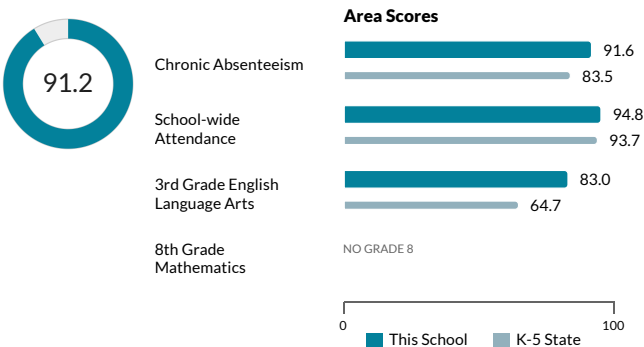 Area Scores
91.2
Chronic Absenteeism
91.6
83.5
School-wide
Attendance
94.8
93.7
3rd Grade English
Language Arts
83.0
64.7
8th Grade
Mathematics
NO GRADE 8
0
100
This School
K-5 State